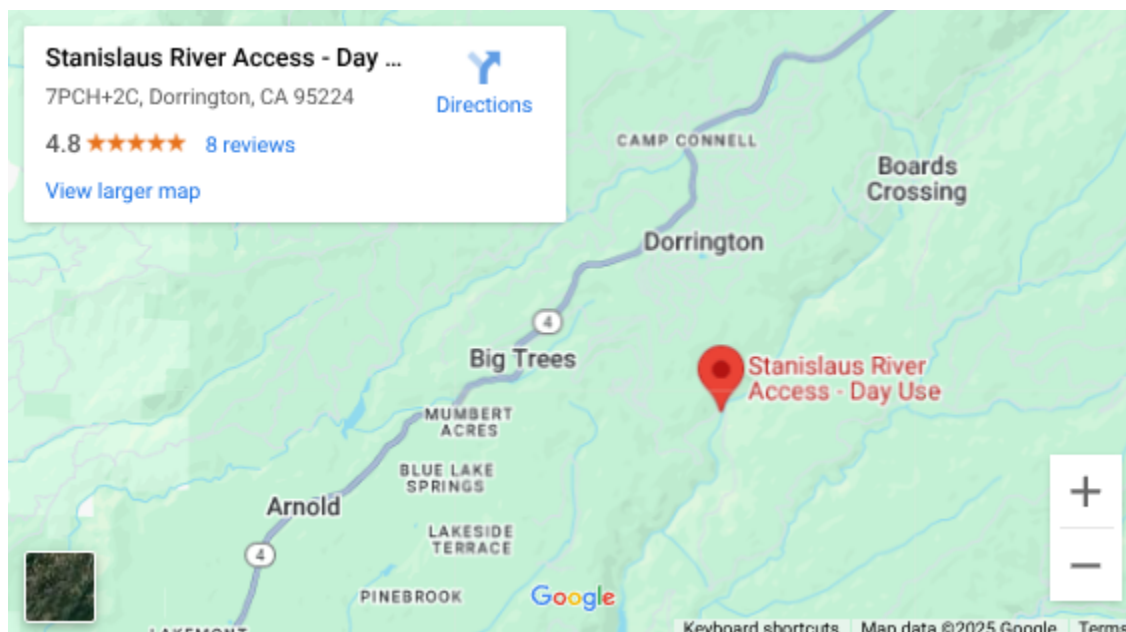 Stanislaus River Access - Day ...
Directions
7PCH+2C, Dorrington, CA 95224
4.8
8 reviews
View larger map
CAMP CONNELL
Boards
Crossing
Dorrington
4
Big Trees
Stanislaus River
Access - Day Use
MUMBERT
ACRES
BLUE LAKE
SPRINGS
Arnold
LAKESIDE
TERRACE
4
PINEBROOK
Google
LAKEMONT
Keyboard shortcuts
Map data ©2025 Google
Terms